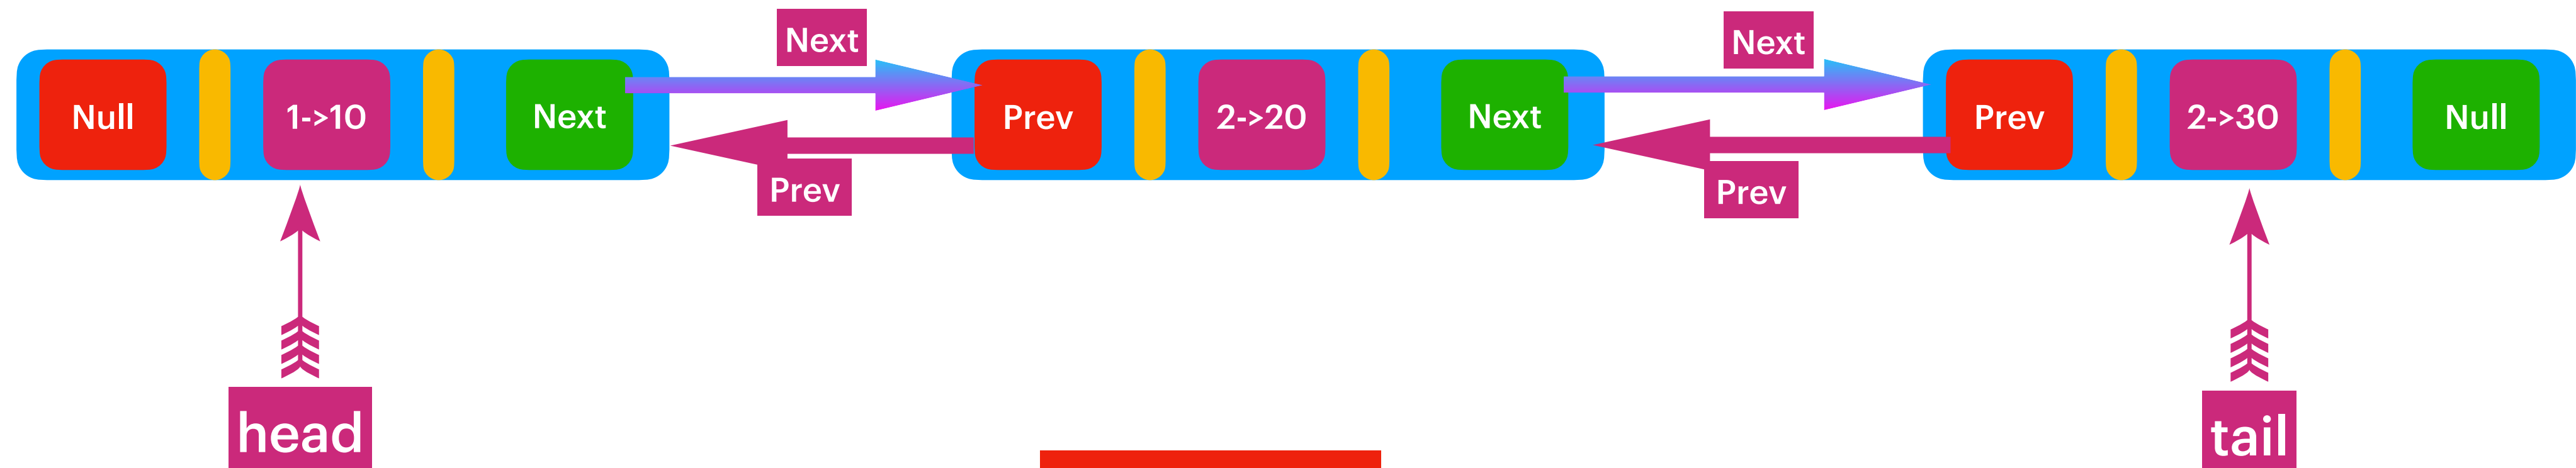 Next
Next
Null
1->10
Next
Prev
2->20
Next
Prev
2->30
Null
Prev
Prev
head
tail